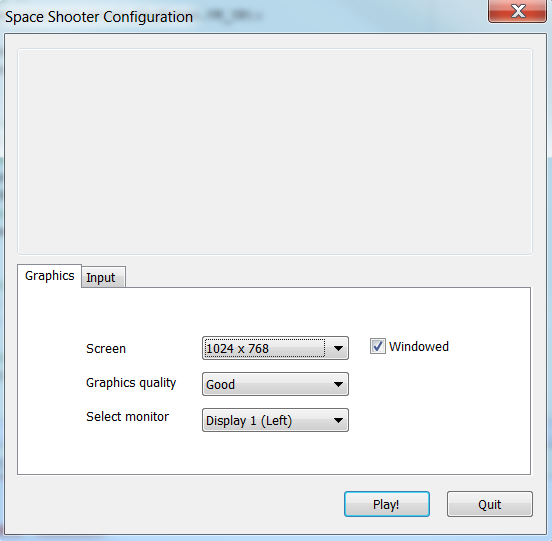 Space Shooter Configuration
Graphics Input
Screen 1024 x 768 Windowed
Graphics quality Good
Select monitor Display 1 (Left)
Play! Quit